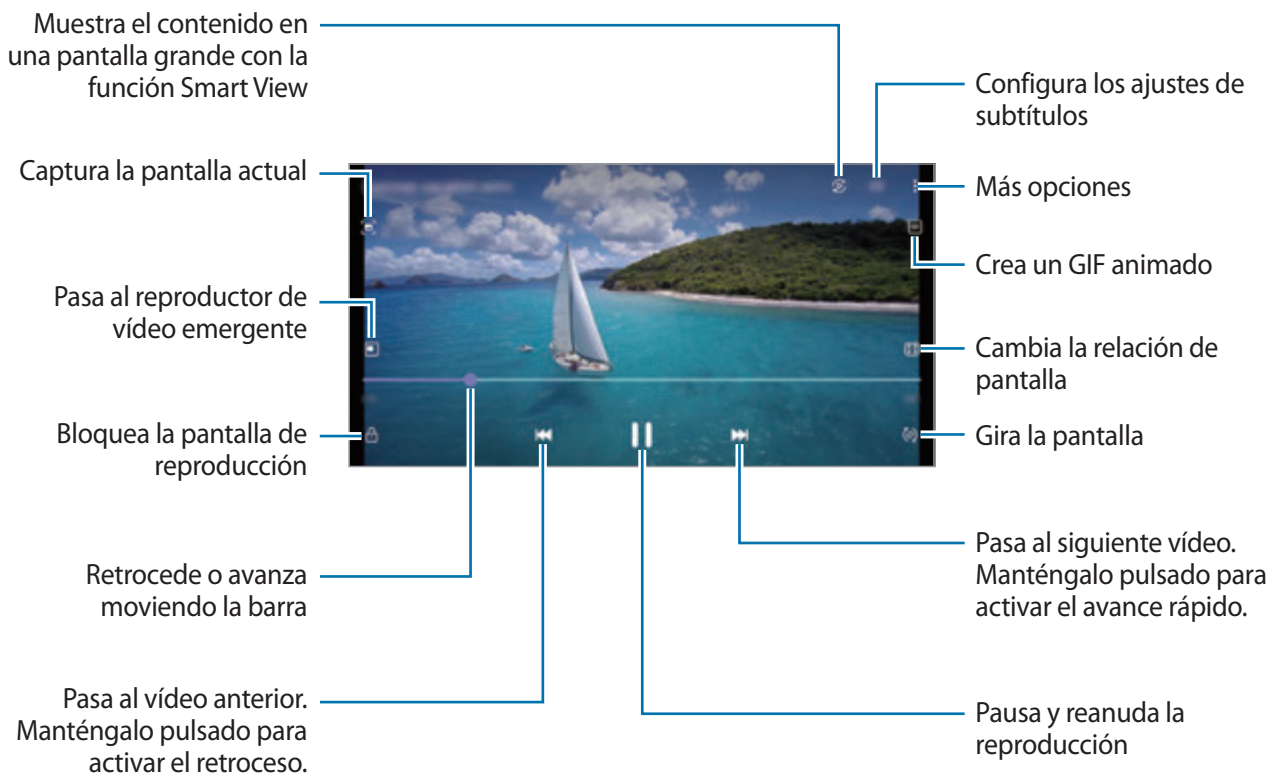 Muestra el contenido en
una pantalla grande con la
función Smart View
Captura la pantalla actual
Pasa al reproductor de
vídeo emergente
Bloquea la pantalla de
reproducción
Retrocede o avanza
moviendo la barra
Pasa al vídeo anterior.
Manténgalo pulsado para
activar el retroceso.
Configura los ajustes de
subtítulos
Más opciones
Crea un GIF animado
Cambia la relación de
pantalla
Gira la pantalla
Pasa al siguiente vídeo.
Manténgalo pulsado para
activar el avance rápido.
Pausa y reanuda la
reproducción